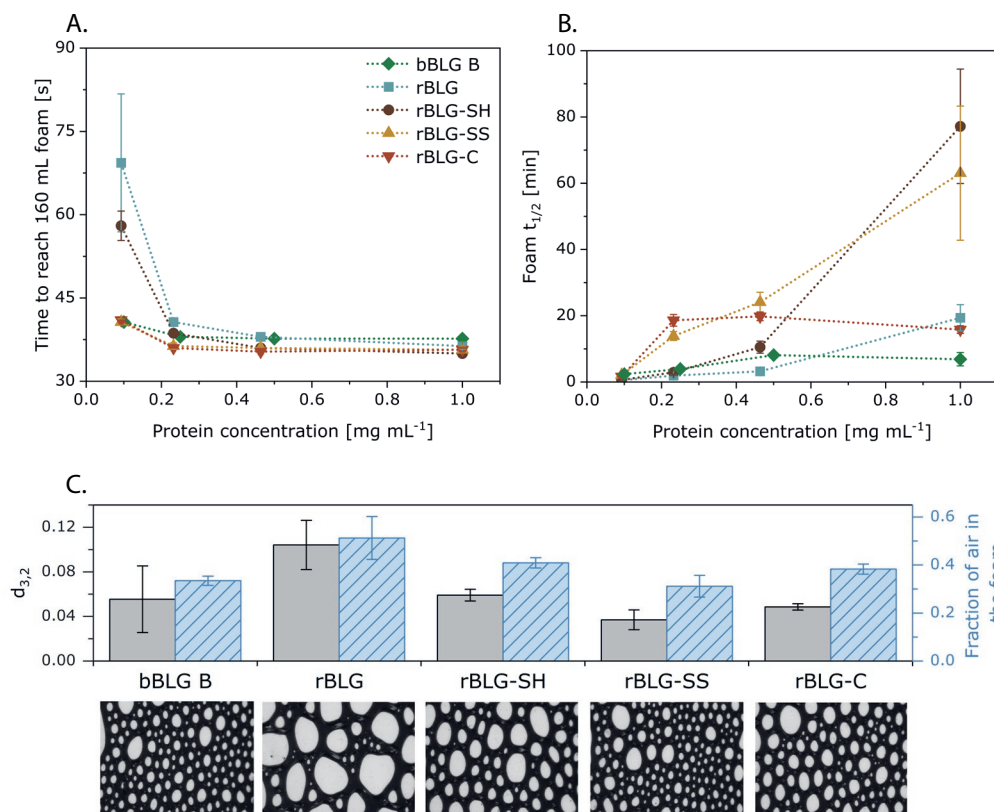 A.
B.
90
75
60
45
30
Time to reach 160 mL foam [s]
bBLG B
rBLG
rBLG-SH
rBLG-SS
rBLG-C
0.0 0.2 0.4 0.6 0.8 1.0
Protein concentration [mg mL⁻¹]
100
80
60
40
20
0
Foam t₁/₂ [min]
0.0 0.2 0.4 0.6 0.8 1.0
Protein concentration [mg mL⁻¹]
C.
0.12
0.08
0.04
0.00
d₃,₂
0.6
0.4
0.2
0.0
Fraction of air in
the foam
bBLG B rBLG rBLG-SH rBLG-SS rBLG-C